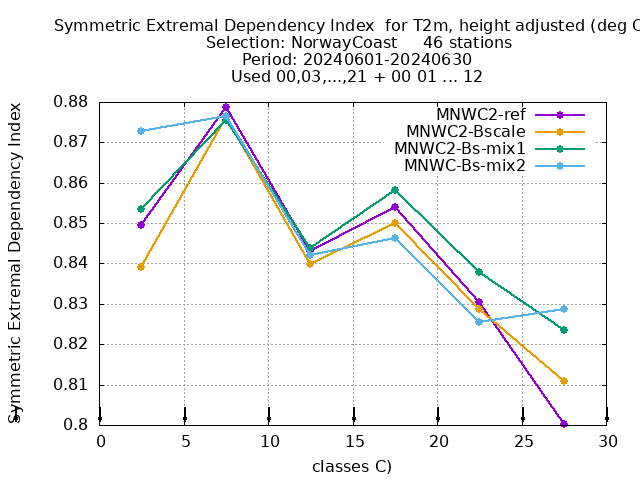 Symmetric Extremal Dependency Index  for T2m, height adjusted (deg C
Selection: NorwayCoast     46 stations
Period: 20240601-20240630
Used 00,03,...,21 + 00 01 ... 12
Symmetric Extremal Dependency Index
0.88
0.87
0.86
0.85
0.84
0.83
0.82
0.81
0.8
MNWC2-ref
MNWC2-Bscale
MNWC2-Bs-mix1
MNWC-Bs-mix2
0 5 10 15 20 25 30
classes C)